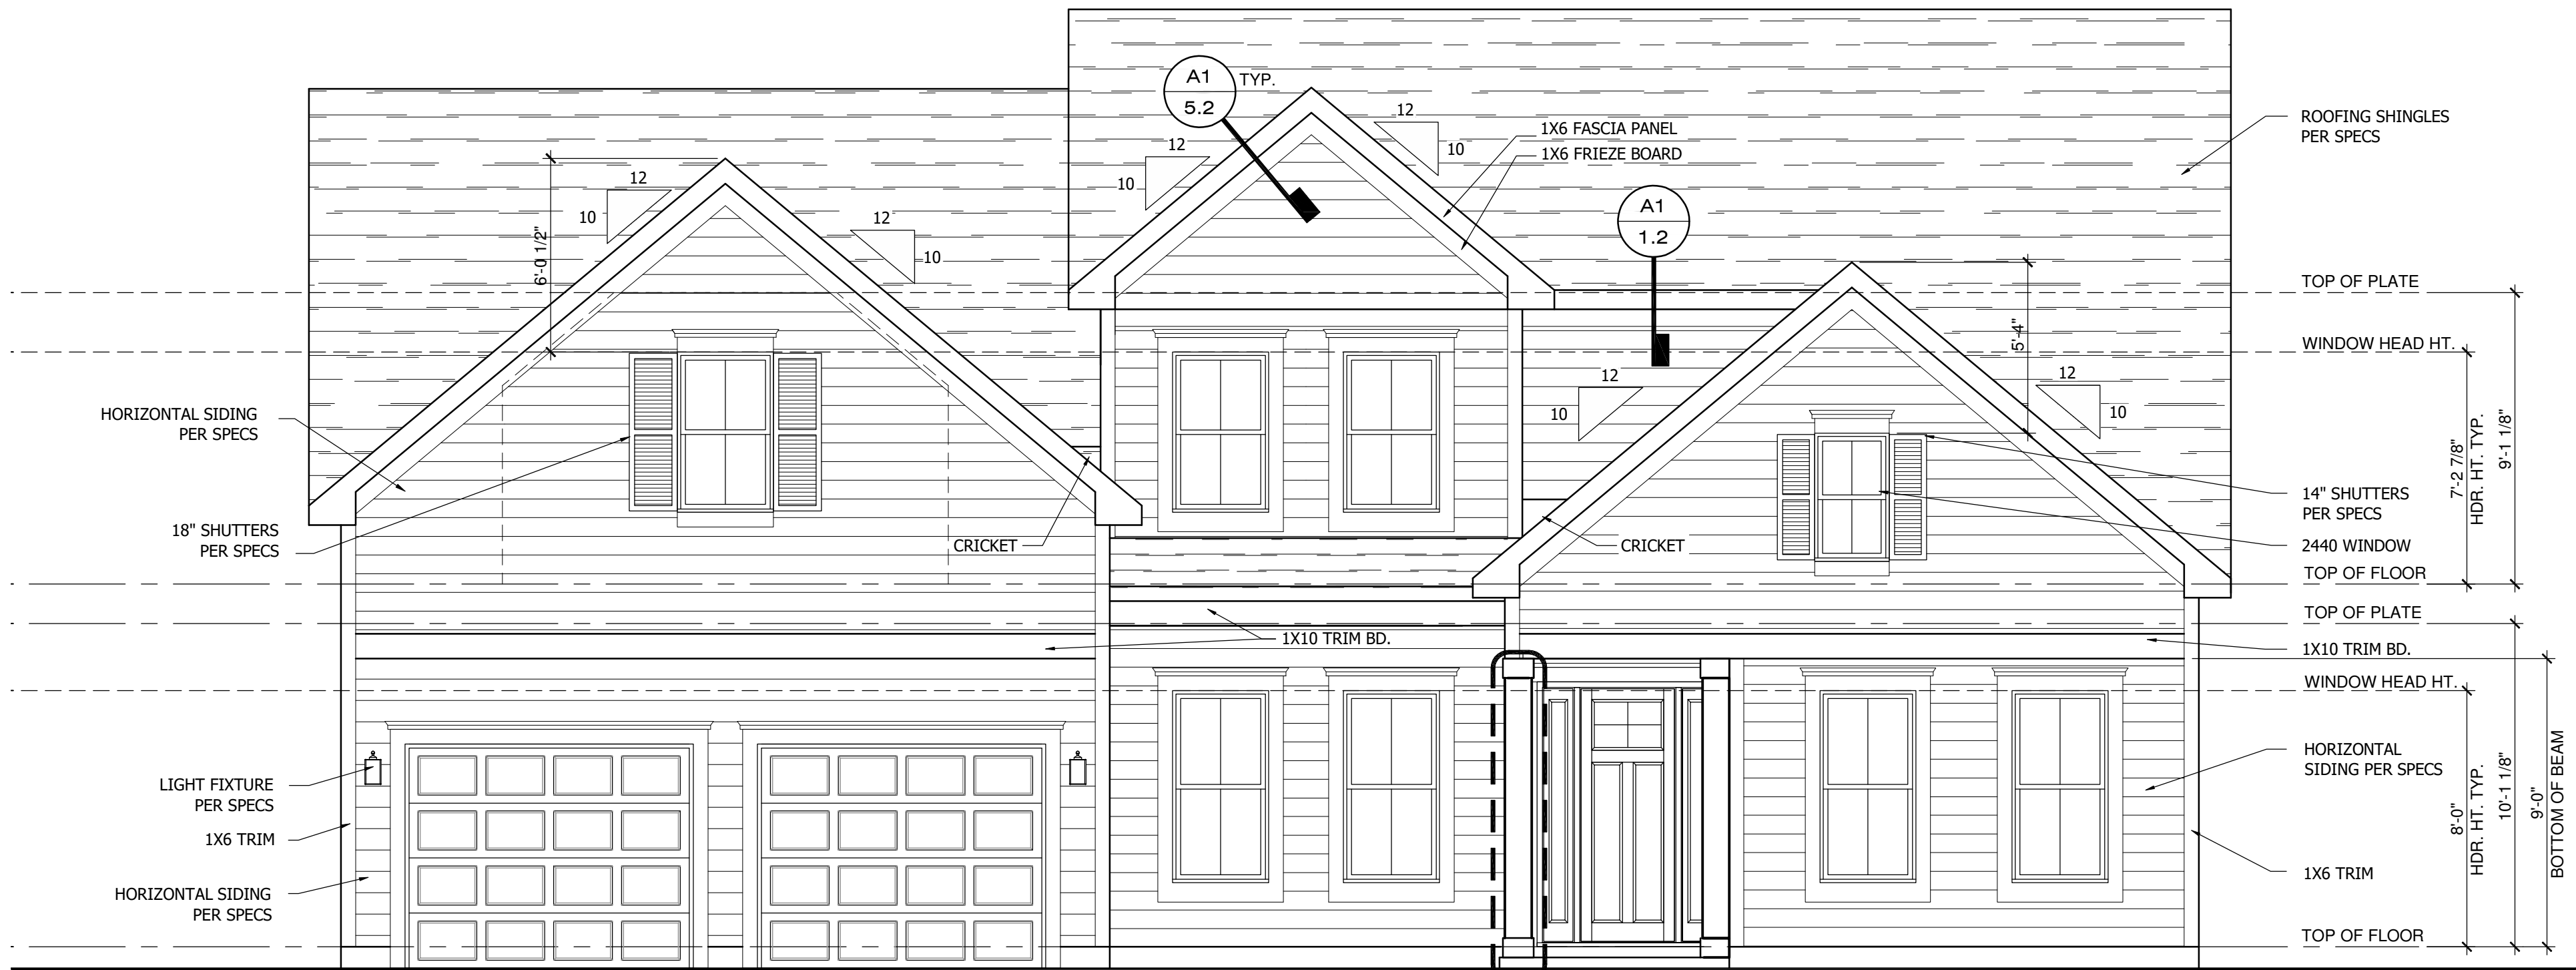 A1
TYP.
5.2
12
10
1X6 FASCIA PANEL
1X6 FRIEZE BOARD
ROOFING SHINGLES
PER SPECS
12
10
12
10
12
10
6'-0 1/2"
A1
1.2
TOP OF PLATE
5'-4"
WINDOW HEAD HT.
12
10
12
10
HORIZONTAL SIDING
PER SPECS
7'-2 7/8"
HDR. HT. TYP.
9'-1 1/8"
14" SHUTTERS
PER SPECS
18" SHUTTERS
PER SPECS
CRICKET
CRICKET
2440 WINDOW
TOP OF FLOOR
TOP OF PLATE
1X10 TRIM BD.
1X10 TRIM BD.
WINDOW HEAD HT.
HORIZONTAL
SIDING PER SPECS
LIGHT FIXTURE
PER SPECS
1X6 TRIM
8'-0"
HDR. HT. TYP.
10'-1 1/8"
9'-0"
BOTTOM OF BEAM
1X6 TRIM
HORIZONTAL SIDING
PER SPECS
TOP OF FLOOR